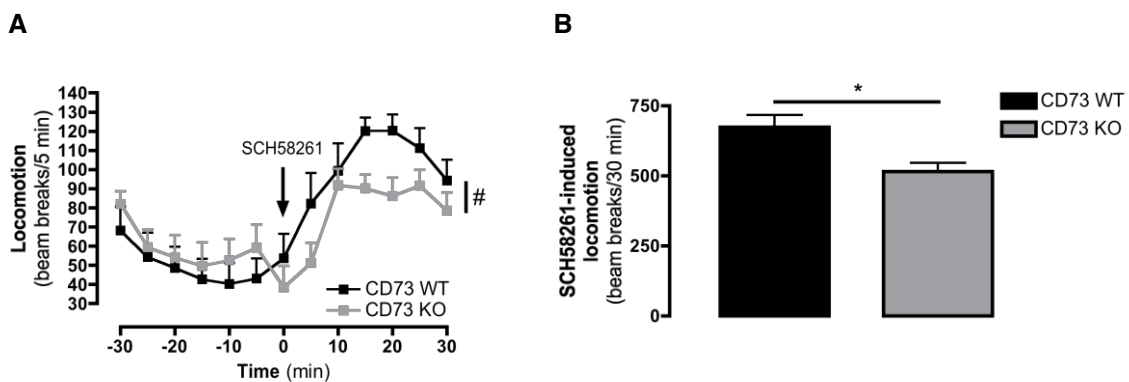 A
Locomotion
(beam breaks/5 min)
140
130
120
110
100
90
80
70
60
50
40
30
SCH58261
#
CD73 WT
CD73 KO
-30
-20
-10
0
10
20
30
Time (min)
B
SCH58261-induced
locomotion
(beam breaks/30 min)
750
500
250
0
*
CD73 WT
CD73 KO